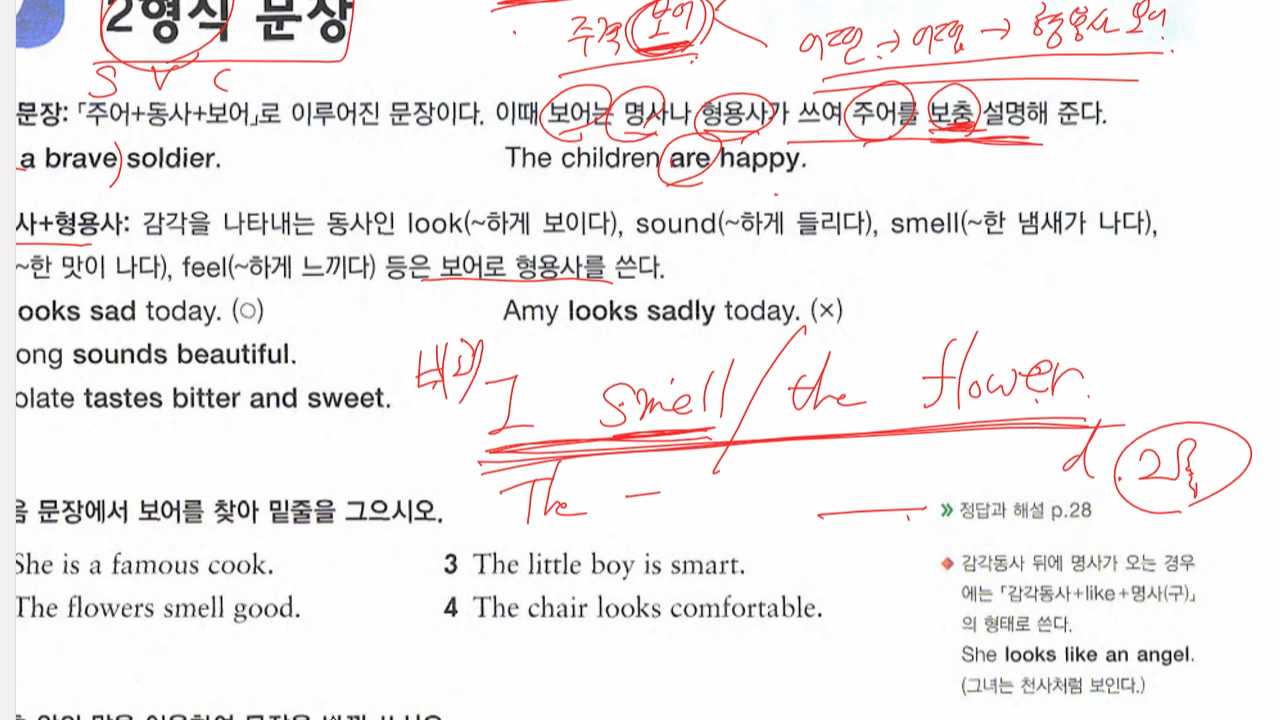 2형식 문장
S V C
주격 보어
어떤 → 어떰 → 형용사 보어
문장: 「주어+동사+보어」로 이루어진 문장이다. 이때 보어는 명사나 형용사가 쓰여 주어를 보충 설명해 준다.
a brave soldier.
The children are happy.
사+형용사: 감각을 나타내는 동사인 look(~하게 보이다), sound(~하게 들리다), smell(~한 냄새가 나다),
~한 맛이 나다), feel(~하게 느끼다) 등은 보어로 형용사를 쓴다.
ooks sad today. (○)
Amy looks sadly today. (×)
ong sounds beautiful.
olate tastes bitter and sweet.
비교) I smell / the flower.
The –
d. 2형
음 문장에서 보어를 찾아 밑줄을 그으시오.
» 정답과 해설 p.28
She is a famous cook.
3 The little boy is smart.
The flowers smell good.
4 The chair looks comfortable.
◆ 감각동사 뒤에 명사가 오는 경우
에는 「감각동사+like+명사(구)」
의 형태로 쓴다.
She looks like an angel.
(그녀는 천사처럼 보인다.)